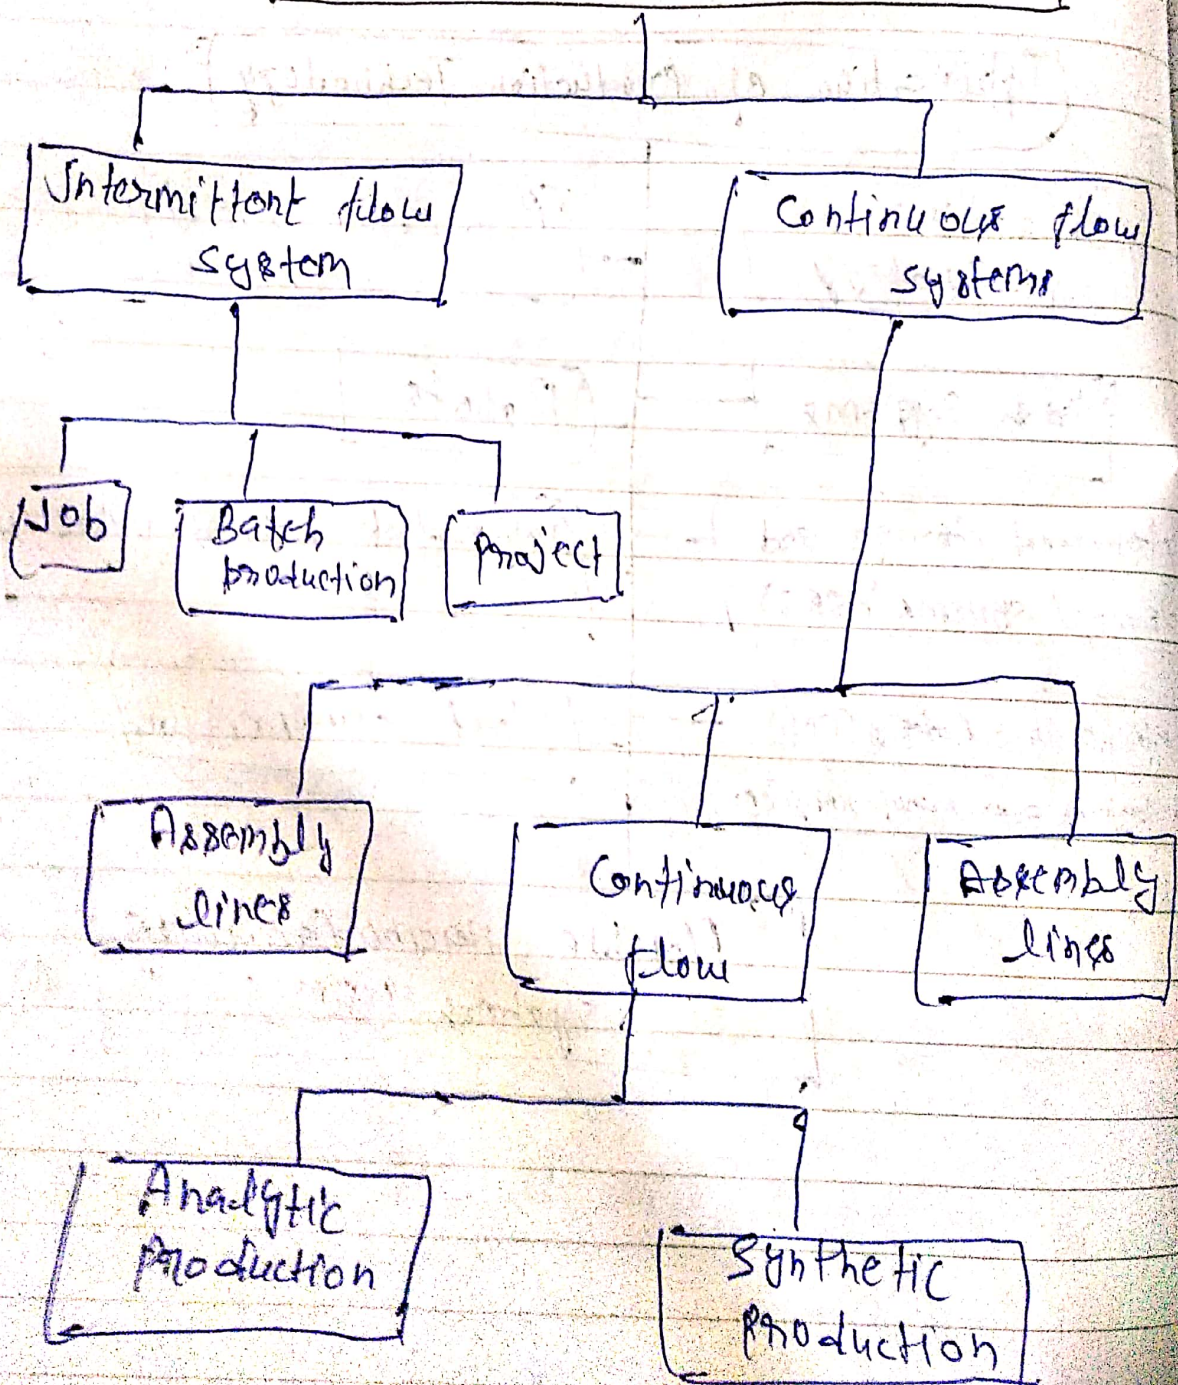 Intermittent flow
system
Continuous flow
systems
Job
Batch
production
Project
Assembly
lines
Continuous
flow
Assembly
lines
Analytic
Production
Synthetic
Production